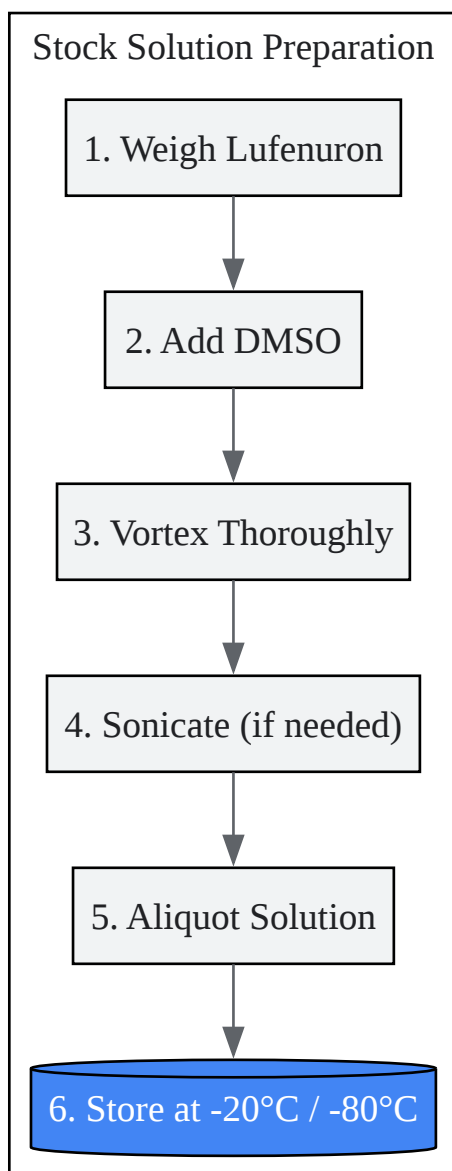 Stock Solution Preparation
1. Weigh Lufenuron
2. Add DMSO
3. Vortex Thoroughly
4. Sonicate (if needed)
5. Aliquot Solution
6. Store at -20°C / -80°C